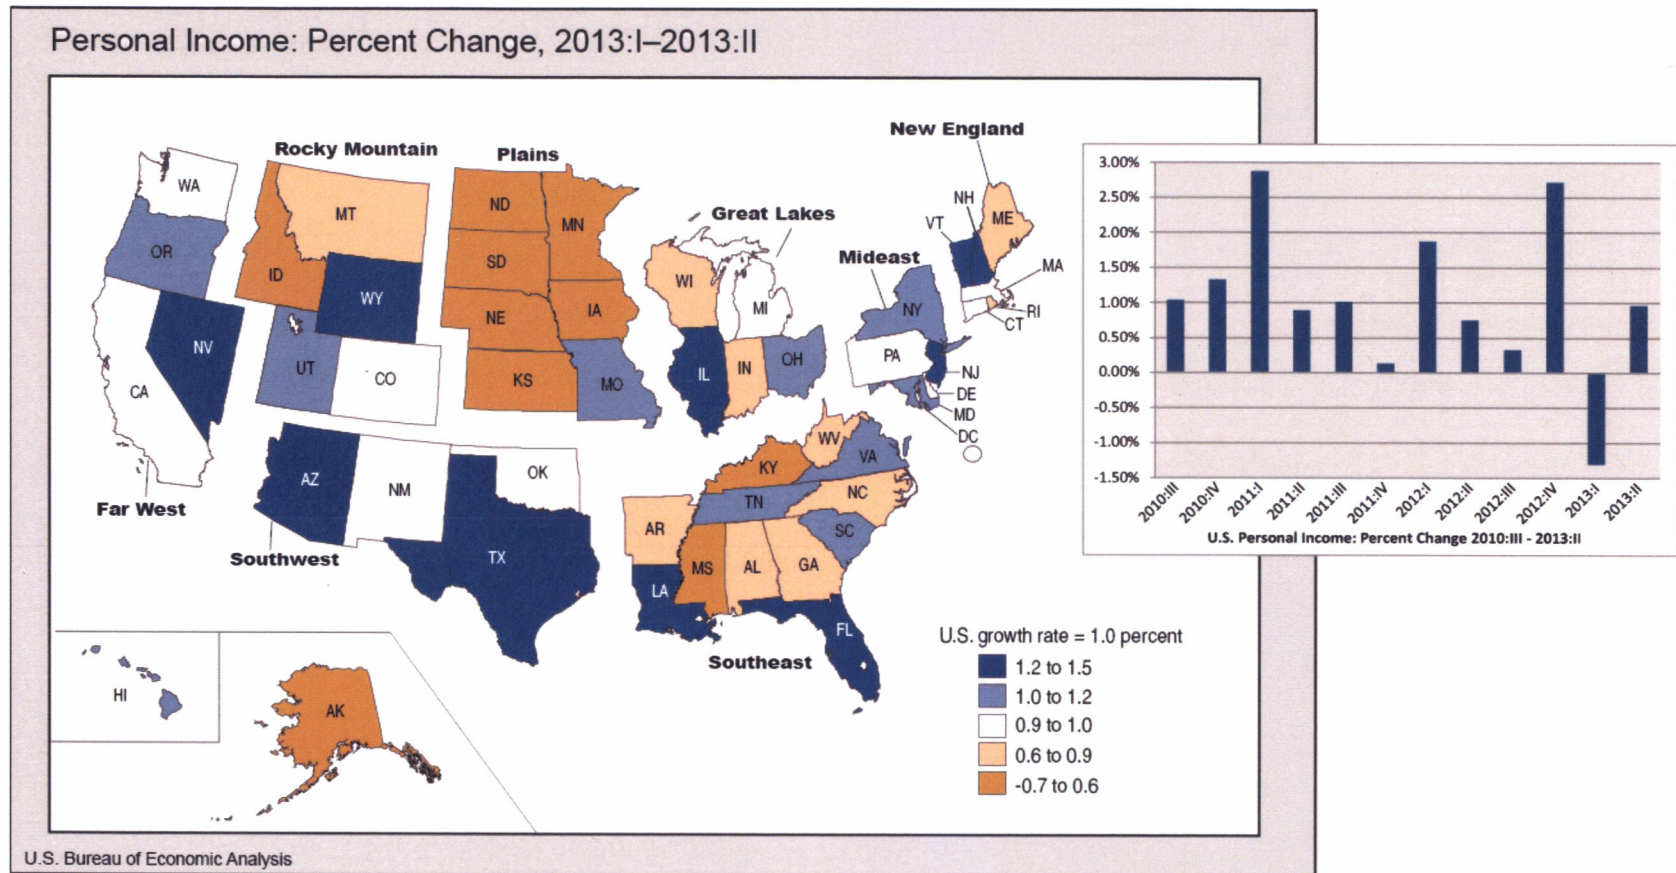 Personal Income: Percent Change, 2013:I–2013:II
New England
Rocky Mountain
Plains
Great Lakes
Mideast
Far West
Southwest
Southeast
WA
OR
CA
NV
ID
MT
WY
UT
CO
AZ
NM
OK
TX
ND
SD
NE
KS
MN
IA
MO
WI
MI
IL
IN
OH
KY
TN
WV
VA
NC
SC
GA
AL
MS
AR
LA
FL
NY
PA
NJ
DE
MD
DC
VT
NH
ME
MA
RI
CT
HI
AK
U.S. growth rate = 1.0 percent
1.2 to 1.5
1.0 to 1.2
0.9 to 1.0
0.6 to 0.9
-0.7 to 0.6
3.00%
2.50%
2.00%
1.50%
1.00%
0.50%
0.00%
-0.50%
-1.00%
-1.50%
2010:III
2010:IV
2011:I
2011:II
2011:III
2011:IV
2012:I
2012:II
2012:III
2012:IV
2013:I
2013:II
U.S. Personal Income: Percent Change 2010:III - 2013:II
U.S. Bureau of Economic Analysis